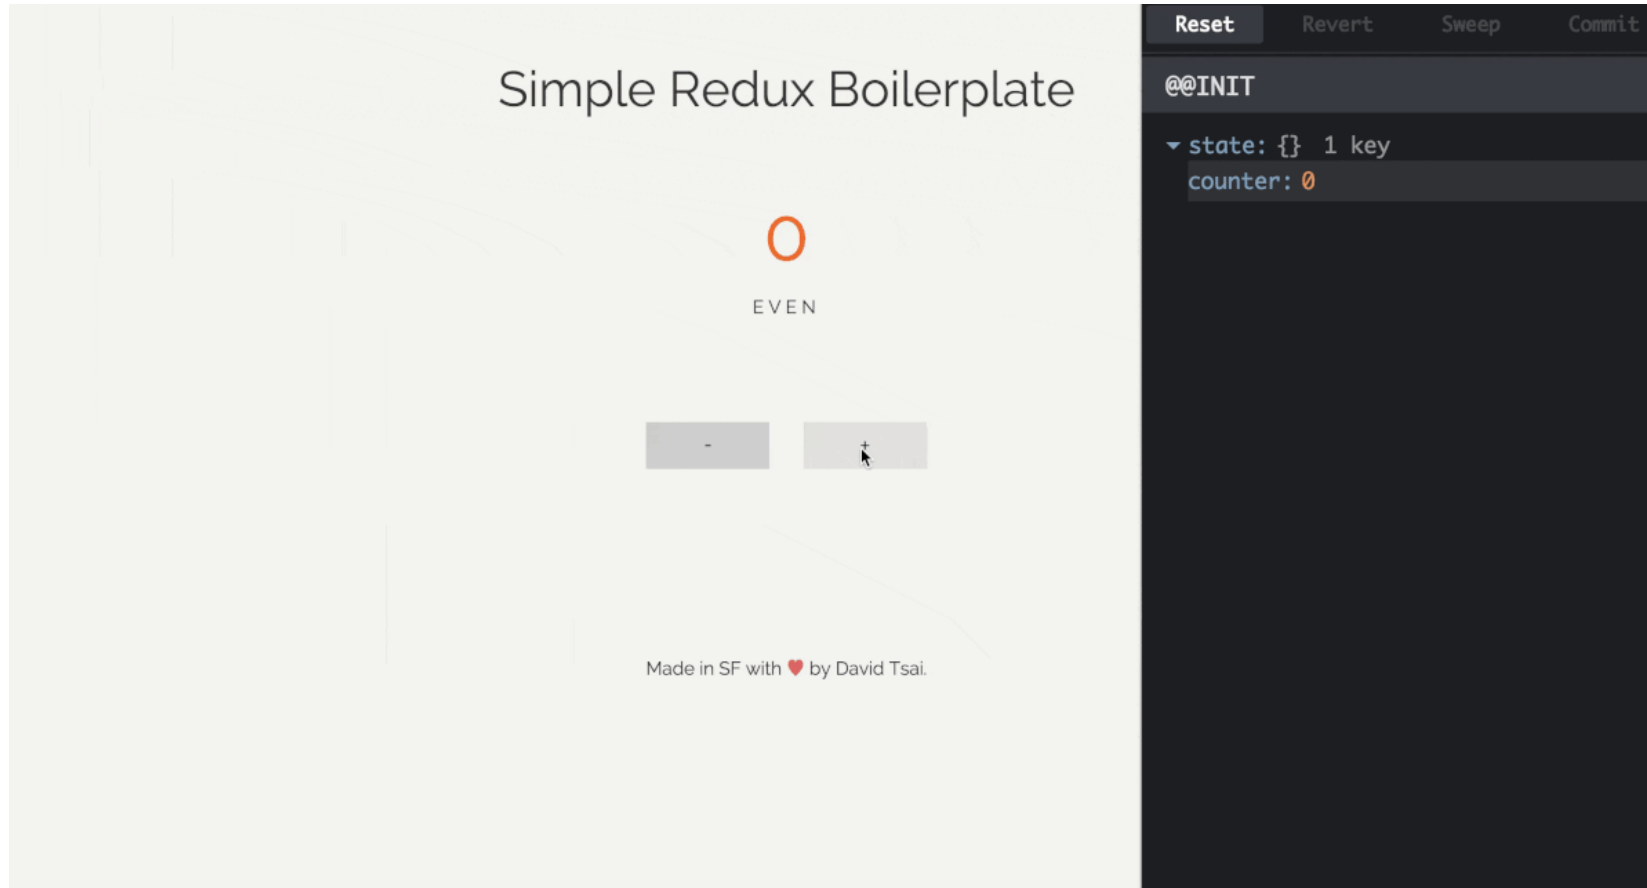 Simple Redux Boilerplate
0
EVEN
-
+
Made in SF with ❤ by David Tsai.
Reset Revert Sweep Commit
@@INIT
state: {} 1 key
counter: 0